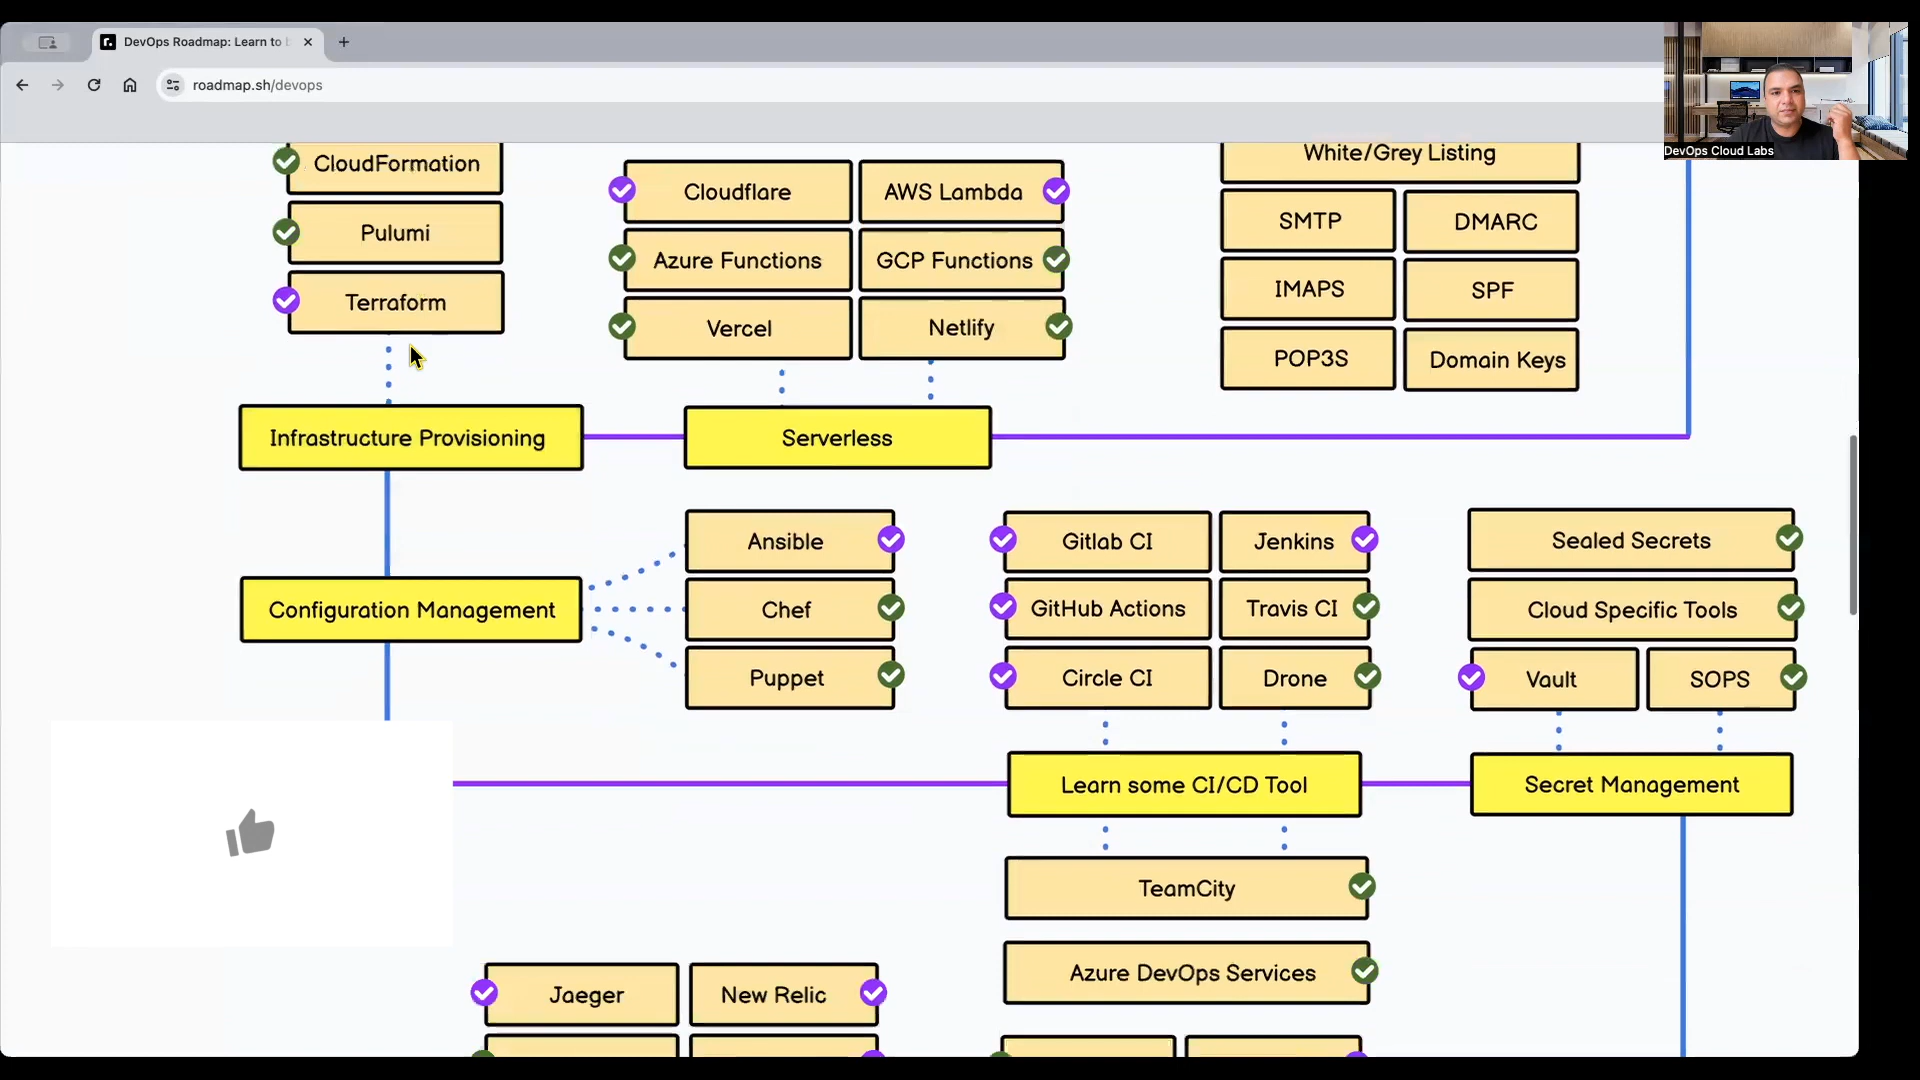 DevOps Roadmap: Learn to b
roadmap.sh/devops
DevOps Cloud Labs
CloudFormation
Pulumi
Terraform
Cloudflare
AWS Lambda
Azure Functions
GCP Functions
Vercel
Netlify
White/Grey Listing
SMTP
DMARC
IMAPS
SPF
POP3S
Domain Keys
Infrastructure Provisioning
Serverless
Configuration Management
Ansible
Chef
Puppet
Gitlab CI
Jenkins
GitHub Actions
Travis CI
Circle CI
Drone
Sealed Secrets
Cloud Specific Tools
Vault
SOPS
Learn some CI/CD Tool
Secret Management
TeamCity
Azure DevOps Services
Jaeger
New Relic